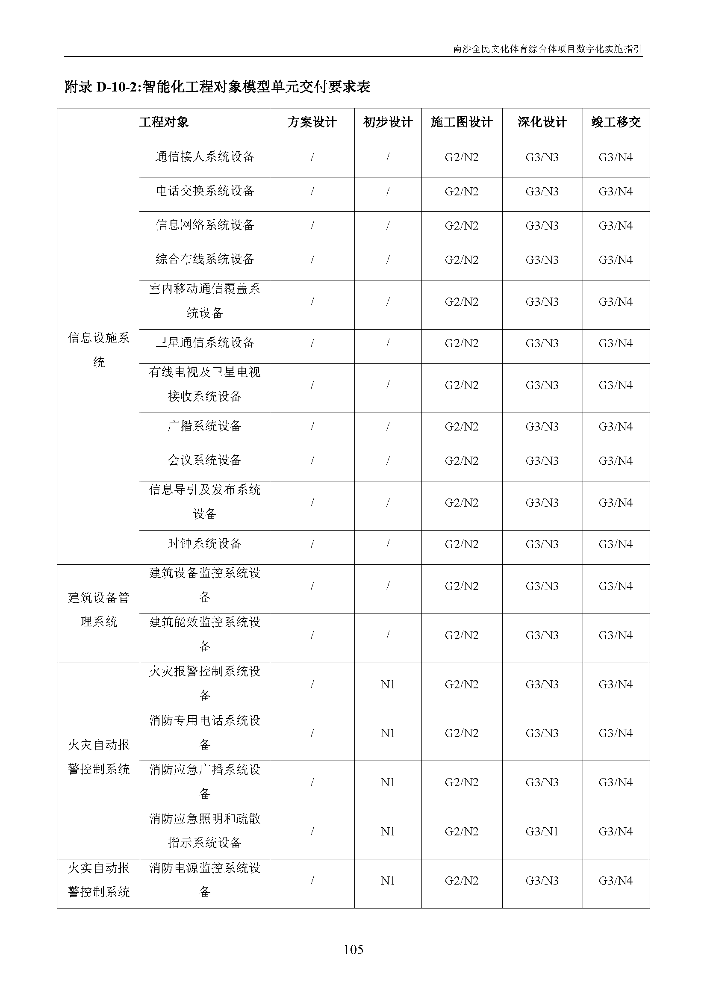 南沙全民文化体育综合体项目数字化实施指引
附录 D-10-2:智能化工程对象模型单元交付要求表
工程对象 方案设计 初步设计 施工图设计 深化设计 竣工移交
信息设施系
统
通信接人系统设备 / / G2/N2 G3/N3 G3/N4
电话交换系统设备 / / G2/N2 G3/N3 G3/N4
信息网络系统设备 / / G2/N2 G3/N3 G3/N4
综合布线系统设备 / / G2/N2 G3/N3 G3/N4
室内移动通信覆盖系
统设备 / / G2/N2 G3/N3 G3/N4
卫星通信系统设备 / / G2/N2 G3/N3 G3/N4
有线电视及卫星电视
接收系统设备 / / G2/N2 G3/N3 G3/N4
广播系统设备 / / G2/N2 G3/N3 G3/N4
会议系统设备 / / G2/N2 G3/N3 G3/N4
信息导引及发布系统
设备 / / G2/N2 G3/N3 G3/N4
时钟系统设备 / / G2/N2 G3/N3 G3/N4
建筑设备管
理系统
建筑设备监控系统设
备 / / G2/N2 G3/N3 G3/N4
建筑能效监控系统设
备 / / G2/N2 G3/N3 G3/N4
火灾自动报
警控制系统
火灾报警控制系统设
备 / N1 G2/N2 G3/N3 G3/N4
消防专用电话系统设
备 / N1 G2/N2 G3/N3 G3/N4
消防应急广播系统设
备 / N1 G2/N2 G3/N3 G3/N4
消防应急照明和疏散
指示系统设备 / N1 G2/N2 G3/N1 G3/N4
火实自动报
警控制系统
消防电源监控系统设
备 / N1 G2/N2 G3/N3 G3/N4
105